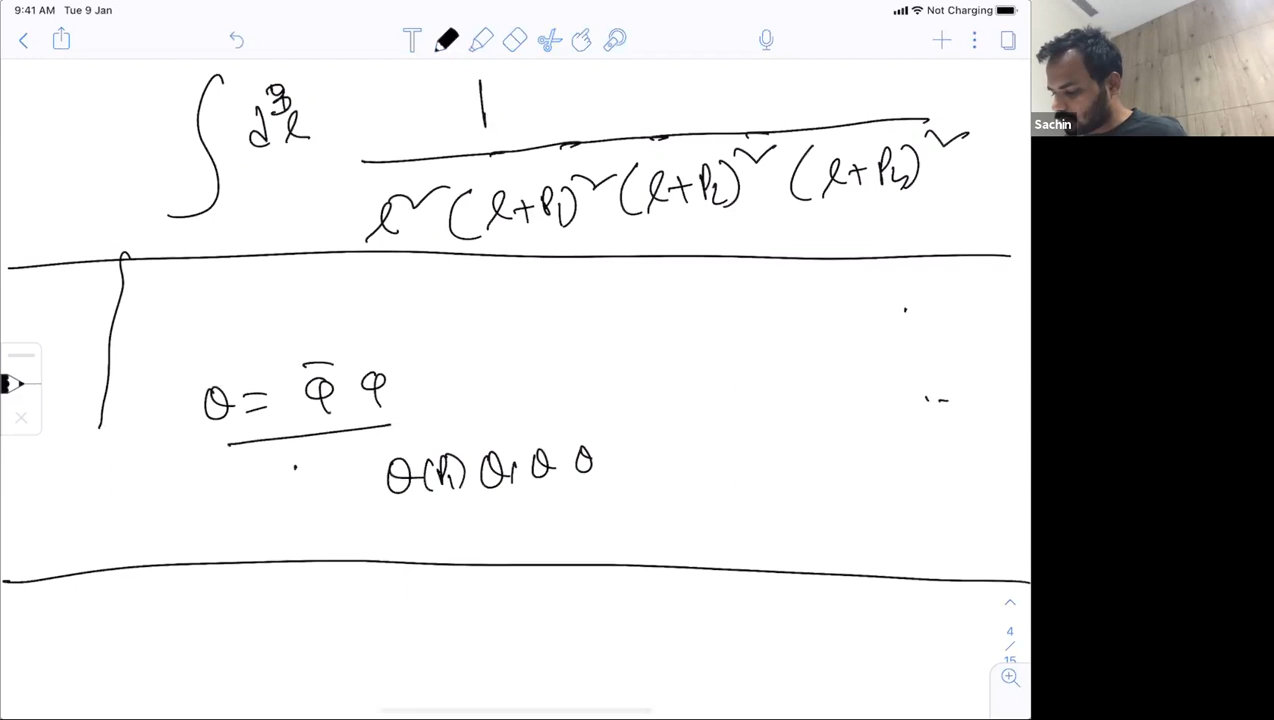 9:41 AM Tue 9 Jan
Not Charging
Sachin
∫ d³l 1 / l² (l+P₁)² (l+P₂)² (l+P₃)²
O = φ̄ φ
O(P₁) O, O O
4
/
15